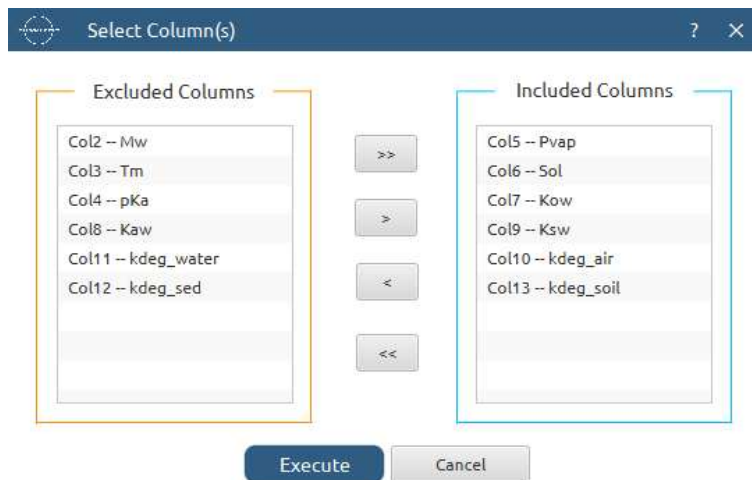 Select Column(s)
?
×
Excluded Columns
Col2 -- Mw
Col3 -- Tm
Col4 -- pKa
Col8 -- Kaw
Col11 -- kdeg_water
Col12 -- kdeg_sed
>>
>
<
<<
Included Columns
Col5 -- Pvap
Col6 -- Sol
Col7 -- Kow
Col9 -- Ksw
Col10 -- kdeg_air
Col13 -- kdeg_soil
Execute
Cancel